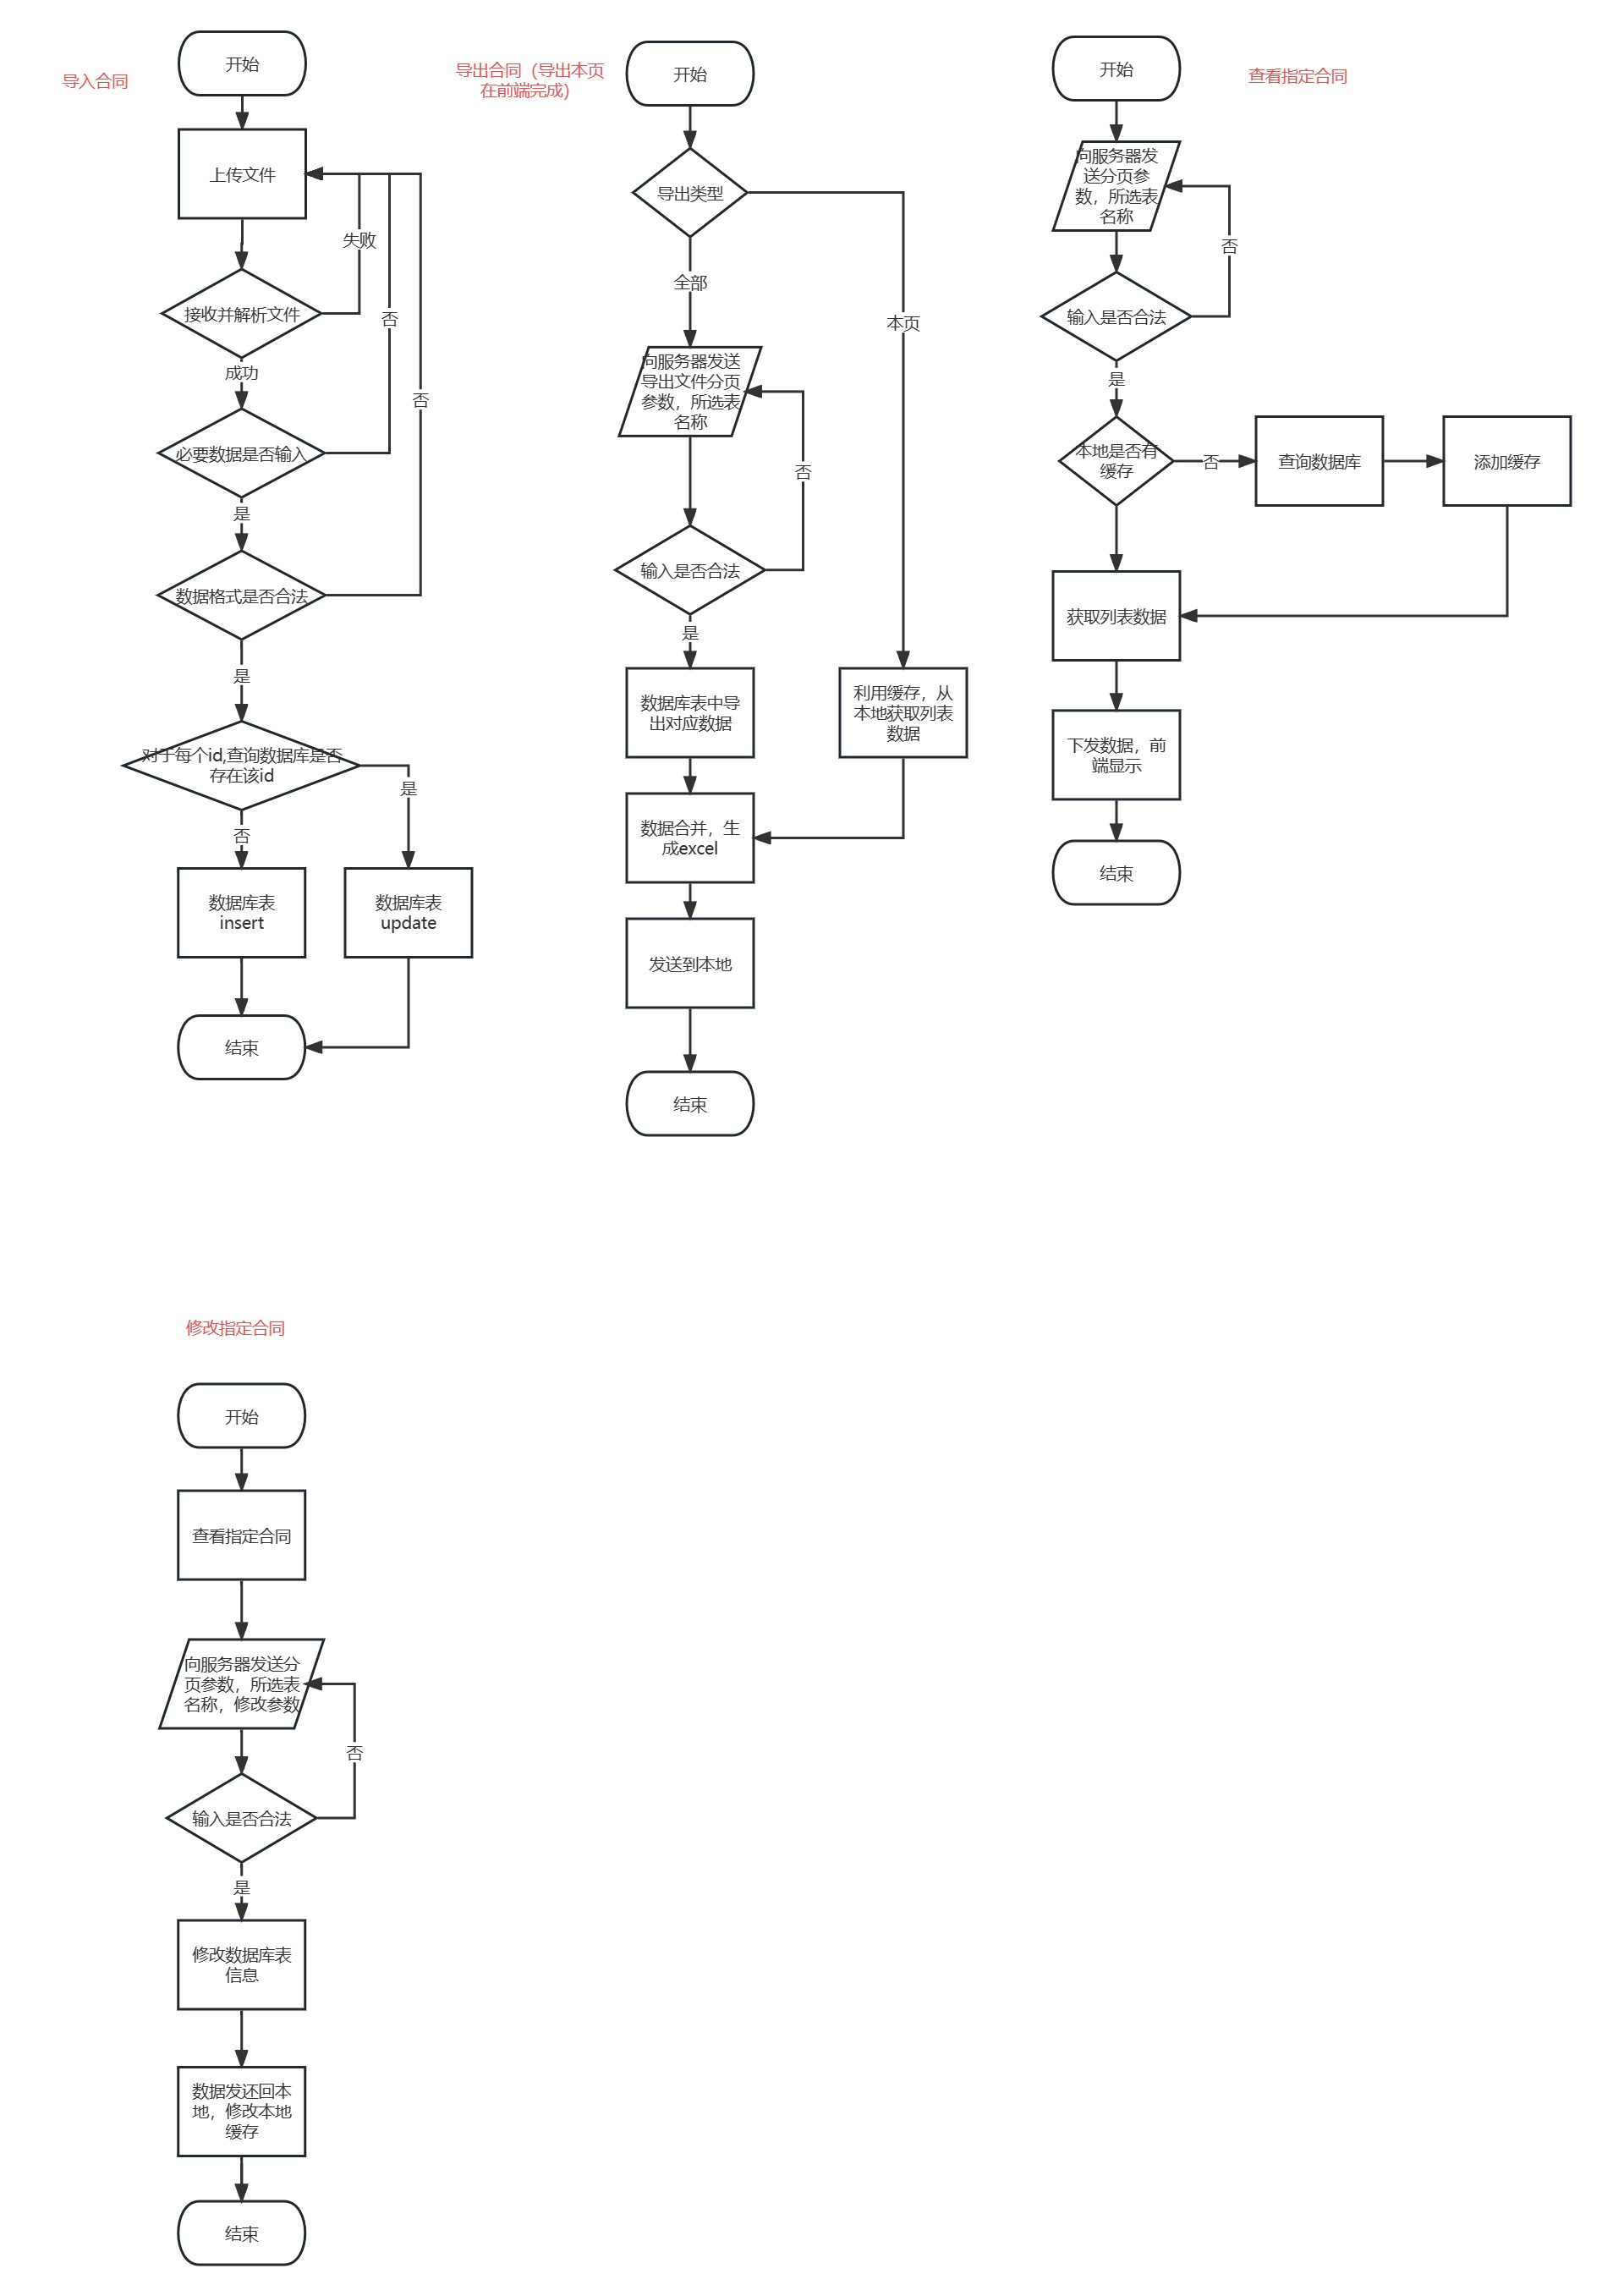 导入合同
开始
上传文件
失败
接收并解析文件
成功
否
必要数据是否输入
是
否
数据格式是否合法
是
对于每个id,查询数据库是否
存在该id
是
否
数据库表
insert
数据库表
update
结束
导出合同（导出本页
在前端完成）
开始
导出类型
全部
本页
向服务器发送
导出文件分页
参数，所选表
名称
否
输入是否合法
是
数据库表中导
出对应数据
利用缓存，从
本地获取列表
数据
数据合并，生
成excel
发送到本地
结束
查看指定合同
开始
向服务器发
送分页参
数，所选表
名称
否
输入是否合法
是
本地是否有
缓存
否
查询数据库
添加缓存
获取列表数据
下发数据，前
端显示
结束
修改指定合同
开始
查看指定合同
向服务器发送分
页参数，所选表
名称，修改参数
否
输入是否合法
是
修改数据库表
信息
数据发还回本
地，修改本地
缓存
结束